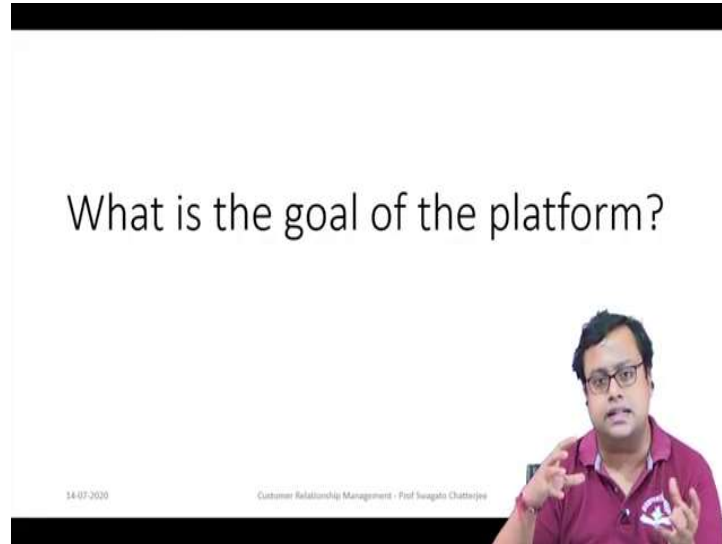 What is the goal of the platform?
14-07-2020
Customer Relationship Management - Prof Swagato Chatterjee